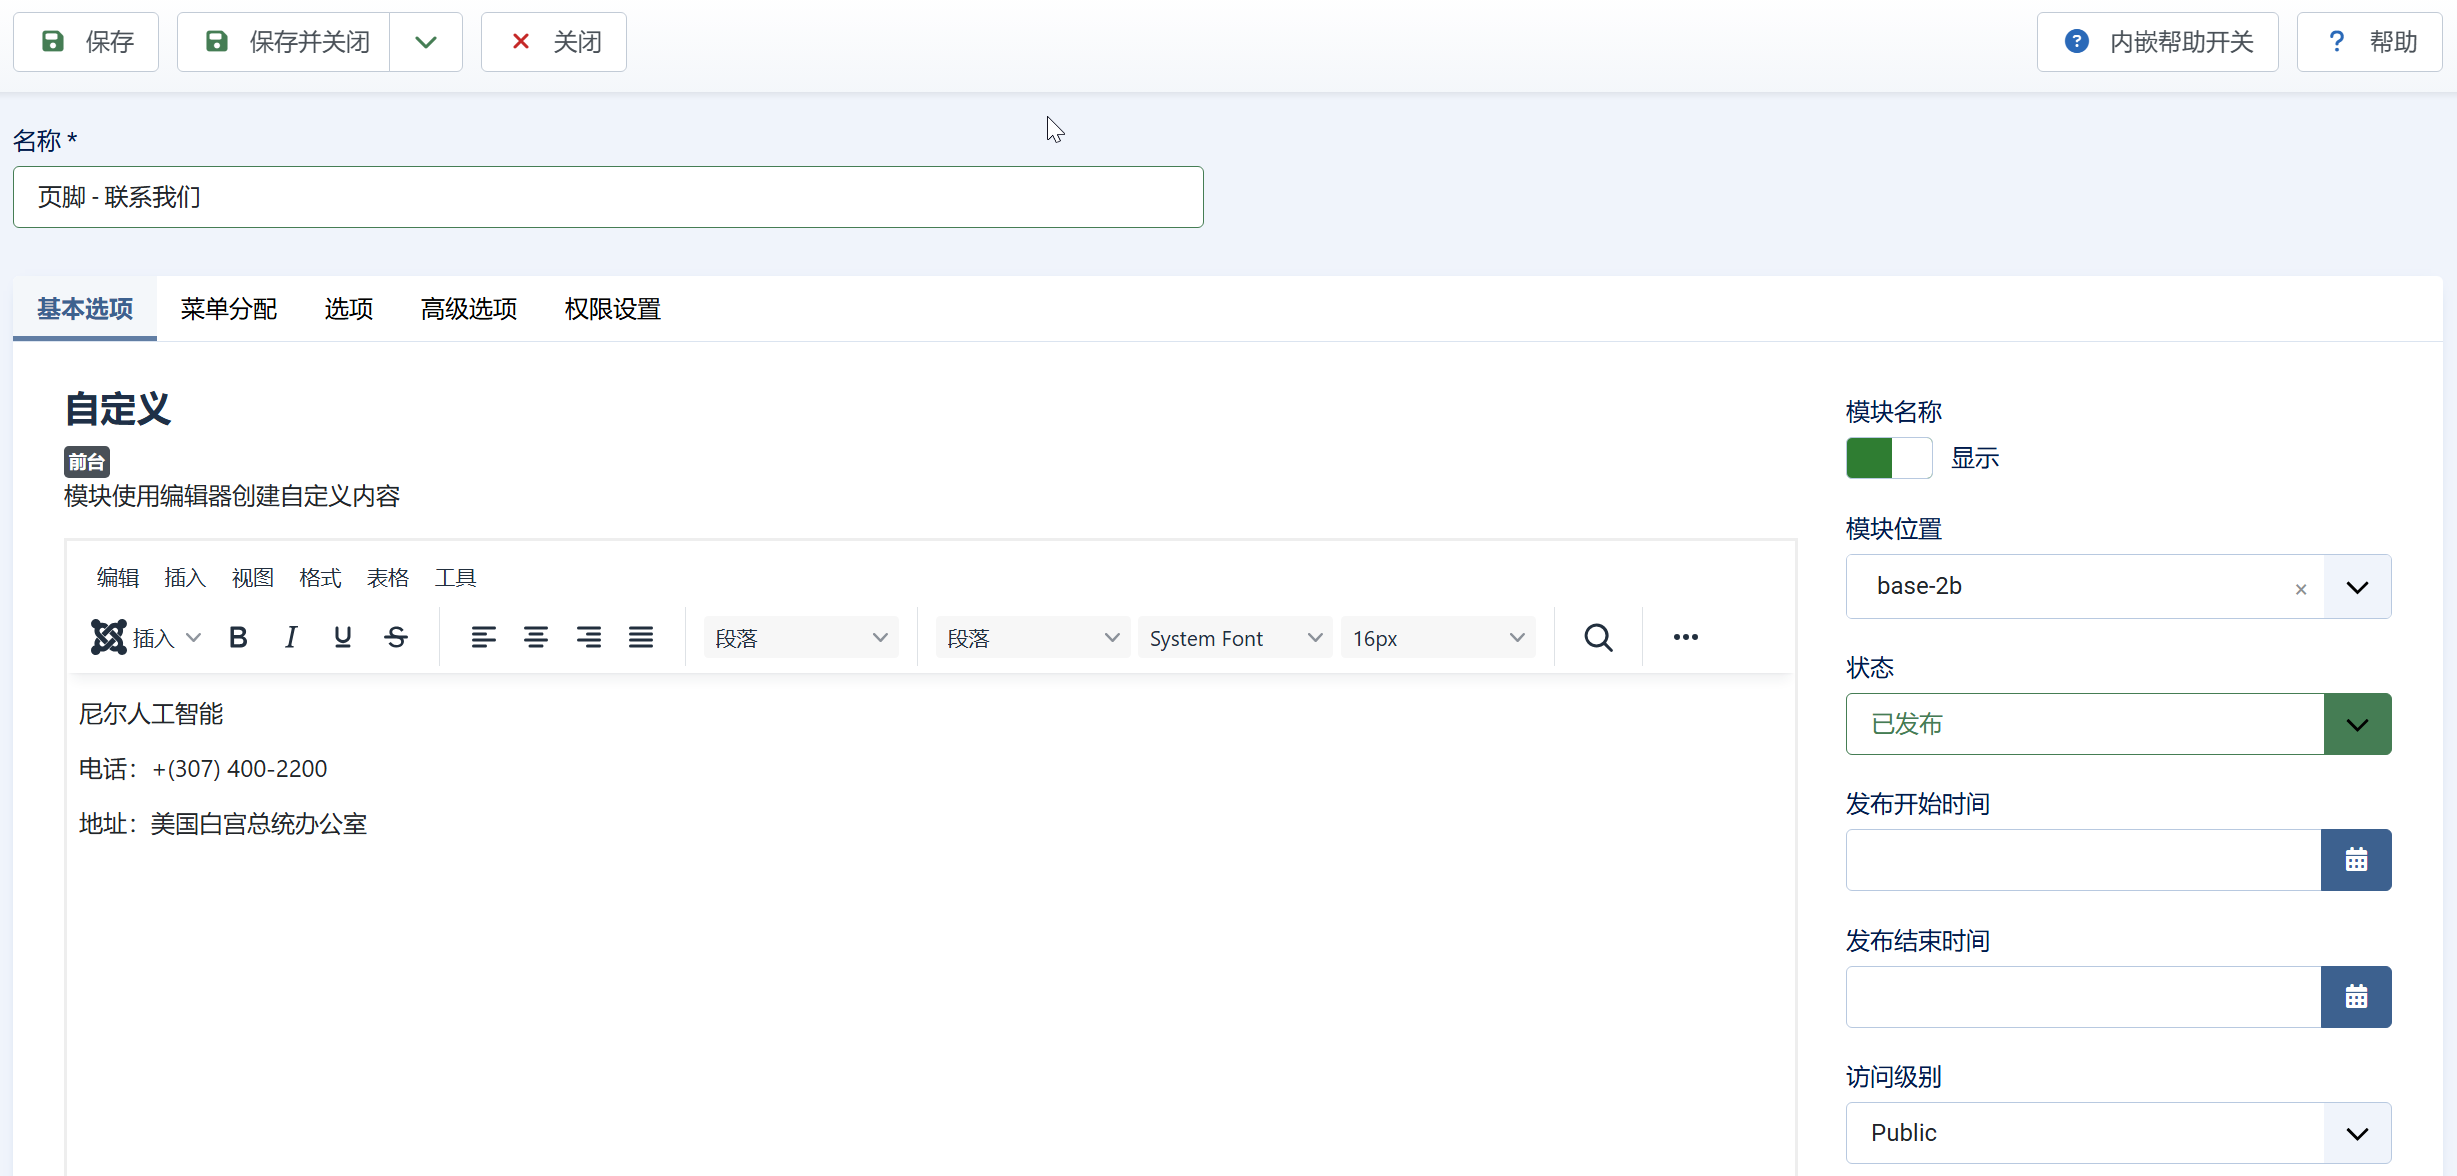 保存
保存并关闭
关闭
内嵌帮助开关
帮助
名称 *
页脚 - 联系我们
基本选项 菜单分配 选项 高级选项 权限设置
自定义
前台
模块使用编辑器创建自定义内容
编辑 插入 视图 格式 表格 工具
插入 B I U S 段落 段落 System Font 16px
尼尔人工智能
电话：+(307) 400-2200
地址：美国白宫总统办公室
模块名称
显示
模块位置
base-2b
状态
已发布
发布开始时间
发布结束时间
访问级别
Public